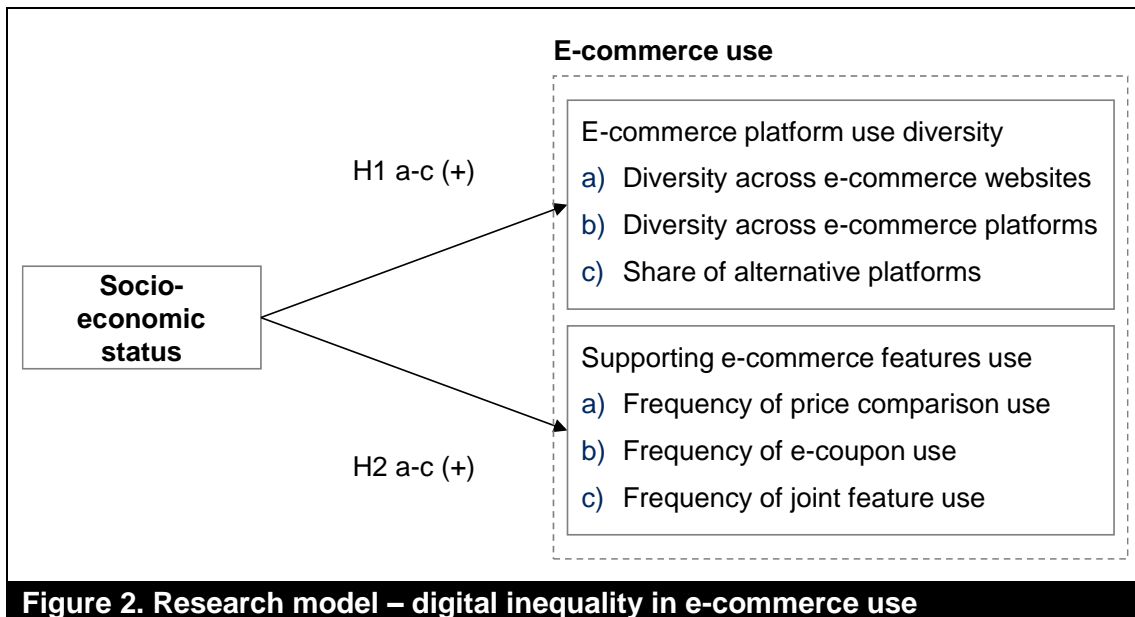 E-commerce use
E-commerce platform use diversity
a) Diversity across e-commerce websites
b) Diversity across e-commerce platforms
c) Share of alternative platforms
H1 a-c (+)
Socio-
economic
status
Supporting e-commerce features use
a) Frequency of price comparison use
b) Frequency of e-coupon use
c) Frequency of joint feature use
H2 a-c (+)
Figure 2. Research model – digital inequality in e-commerce use